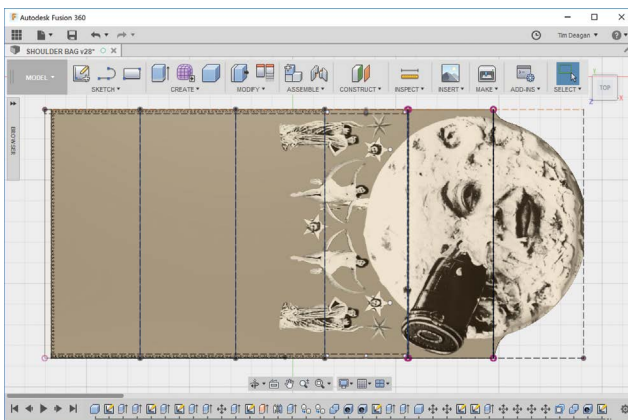 Autodesk Fusion 360
Tim Deagan
SHOULDER BAG v28*
MODEL
SKETCH
CREATE
MODIFY
ASSEMBLE
CONSTRUCT
INSPECT
INSERT
MAKE
ADD-INS
SELECT
TOP
Z
X
BROWSER